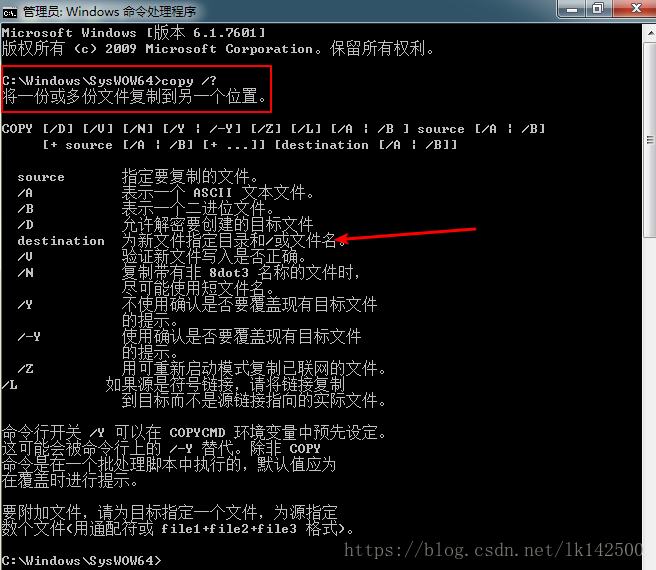 管理员: Windows 命令处理程序
Microsoft Windows [版本 6.1.7601]
版权所有 (c) 2009 Microsoft Corporation。保留所有权利。
C:\Windows\SysWOW64>copy /?
将一份或多份文件复制到另一个位置。
COPY [/D] [/V] [/N] [/Y | /-Y] [/Z] [/L] [/A | /B ] source [/A | /B]
[+ source [/A | /B] [+ ...]] [destination [/A | /B]]
source 指定要复制的文件。
/A 表示一个 ASCII 文本文件。
/B 表示一个二进位文件。
/D 允许解密要创建的目标文件
destination 为新文件指定目录和/或文件名。
/V 验证新文件写入是否正确。
/N 复制带有非 8dot3 名称的文件时，
尽可能使用短文件名。
/Y 不使用确认是否要覆盖现有目标文件
的提示。
/-Y 使用确认是否要覆盖现有目标文件
的提示。
/Z 用可重新启动模式复制已联网的文件。
/L 如果源是符号链接，请将链接复制
到目标而不是源链接指向的实际文件。
命令行开关 /Y 可以在 COPYCMD 环境变量中预先设定。
这可能会被命令行上的 /-Y 替代。除非 COPY
命令是在一个批处理脚本中执行的，默认值应为
在覆盖时进行提示。
要附加文件，请为目标指定一个文件，为源指定
数个文件(用通配符或 file1+file2+file3 格式)。
C:\Windows\SysWOW64>
https://blog.csdn.net/lk142500